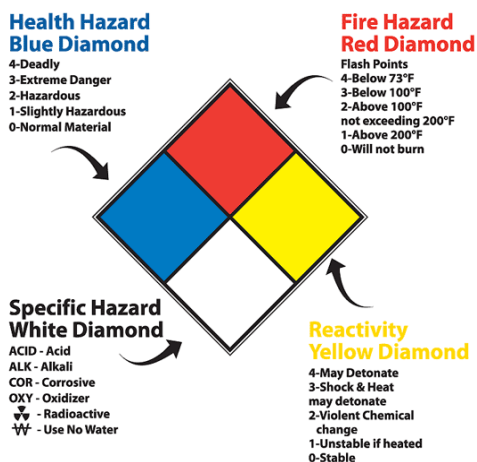 Health Hazard
Blue Diamond
4-Deadly
3-Extreme Danger
2-Hazardous
1-Slightly Hazardous
0-Normal Material
Fire Hazard
Red Diamond
Flash Points
4-Below 73°F
3-Below 100°F
2-Above 100°F
not exceeding 200°F
1-Above 200°F
0-Will not burn
Specific Hazard
White Diamond
ACID - Acid
ALK - Alkali
COR - Corrosive
OXY - Oxidizer
☢ - Radioactive
W - Use No Water
Reactivity
Yellow Diamond
4-May Detonate
3-Shock & Heat
may detonate
2-Violent Chemical
change
1-Unstable if heated
0-Stable